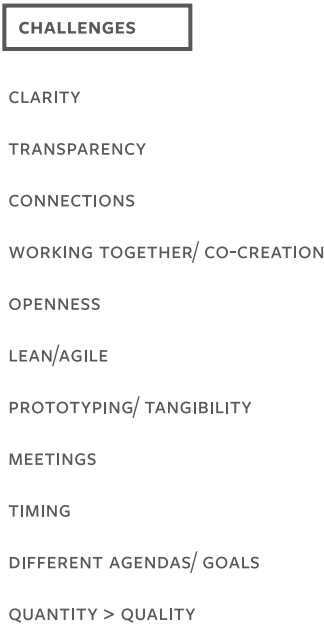 CHALLENGES
CLARITY
TRANSPARENCY
CONNECTIONS
WORKING TOGETHER/ CO-CREATION
OPENNESS
LEAN/AGILE
PROTOTYPING/ TANGIBILITY
MEETINGS
TIMING
DIFFERENT AGENDAS/ GOALS
QUANTITY > QUALITY